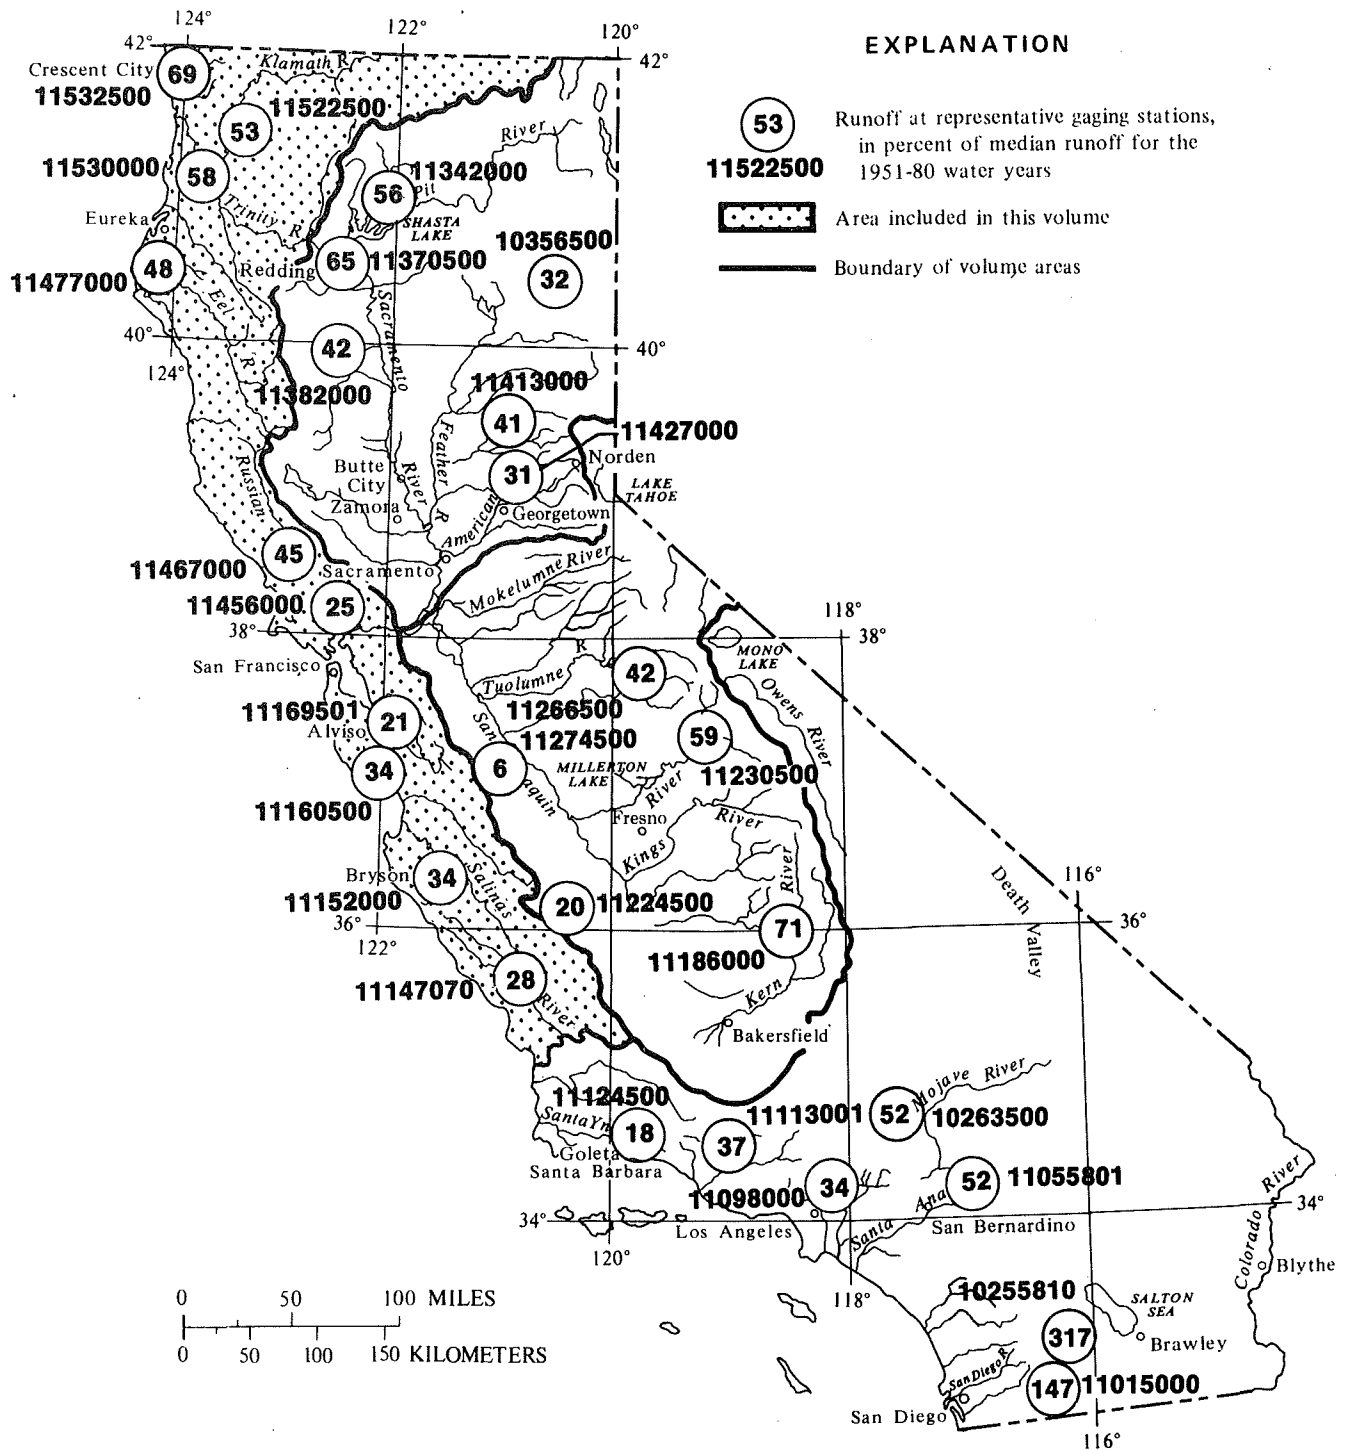 124°
122°
120°
42°
42°
EXPLANATION
Crescent City
69
11532500
Klamath R
53
11522500
53
11522500
Runoff at representative gaging stations,
in percent of median runoff for the
1951-80 water years
Area included in this volume
Boundary of volume areas
River
11530000
58
56
11342000
Pit
Trinity
R
Eureka
SHASTA
LAKE
10356500
32
48
11477000
Redding
65
11370500
Eel
R
Sacramento
40°
40°
124°
42
11382000
11413000
41
11427000
Norden
31
Feather
R
Butte
City
River
LAKE
TAHOE
Zamora
American
Georgetown
Russian
45
11467000
Sacramento
Mokelumne River
11456000
25
118°
38°
38°
San Francisco
MONO
LAKE
R
Tuolumne
42
11266500
Owens River
11169501
21
Alviso
San
11274500
59
6
MILLERTON
LAKE
11230500
34
11160500
aquin
River
Fresno
River
Kings
River
Bryson
34
11152000
Salinas
20
11224500
Death
Valley
116°
36°
36°
122°
71
11186000
11147070
28
River
Kern
Bakersfield
11124500
Santa Yn
18
Goleta
Santa Barbara
37
11113001
52
Mojave River
10263500
11098000
34
52
11055801
Santa Ana
San Bernardino
River
34°
34°
Los Angeles
120°
118°
Colorado
Blythe
0 50 100 MILES
0 50 100 150 KILOMETERS
10255810
SALTON
SEA
317
Brawley
San Diego R
147
11015000
San Diego
116°